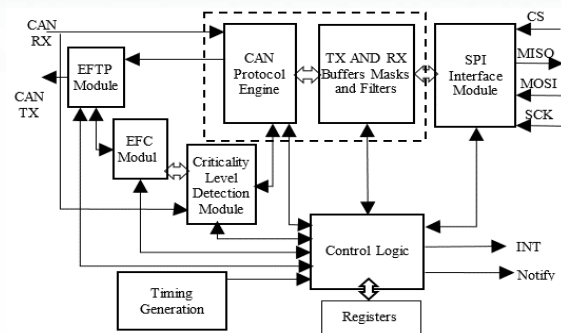 CAN
RX
CAN
TX
EFTP
Module
EFC
Modul
CAN
Protocol
Engine
TX AND RX
Buffers Masks
and Filters
SPI
Interface
Module
CS
MISO
MOSI
SCK
Criticality
Level
Detection
Module
Control Logic
INT
Notify
Timing
Generation
Registers